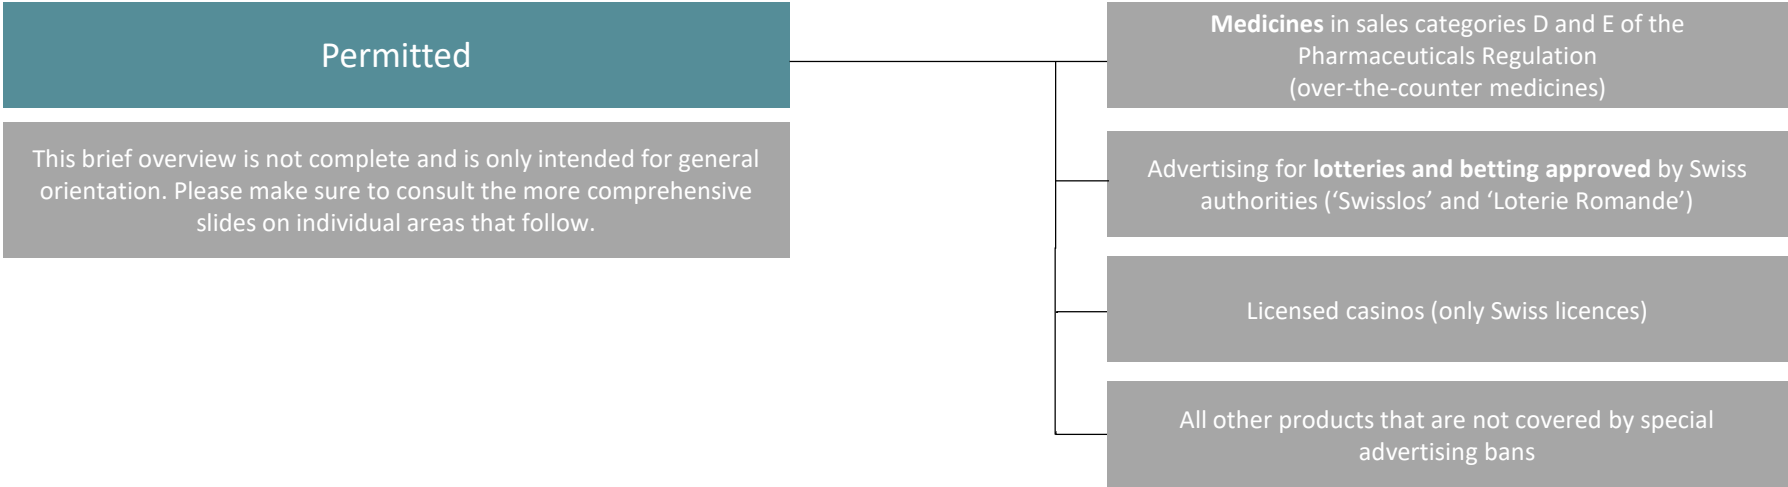 Permitted
This brief overview is not complete and is only intended for general
orientation. Please make sure to consult the more comprehensive
slides on individual areas that follow.
Medicines in sales categories D and E of the
Pharmaceuticals Regulation
(over-the-counter medicines)
Advertising for lotteries and betting approved by Swiss
authorities (‘Swisslos’ and ‘Loterie Romande’)
Licensed casinos (only Swiss licences)
All other products that are not covered by special
advertising bans